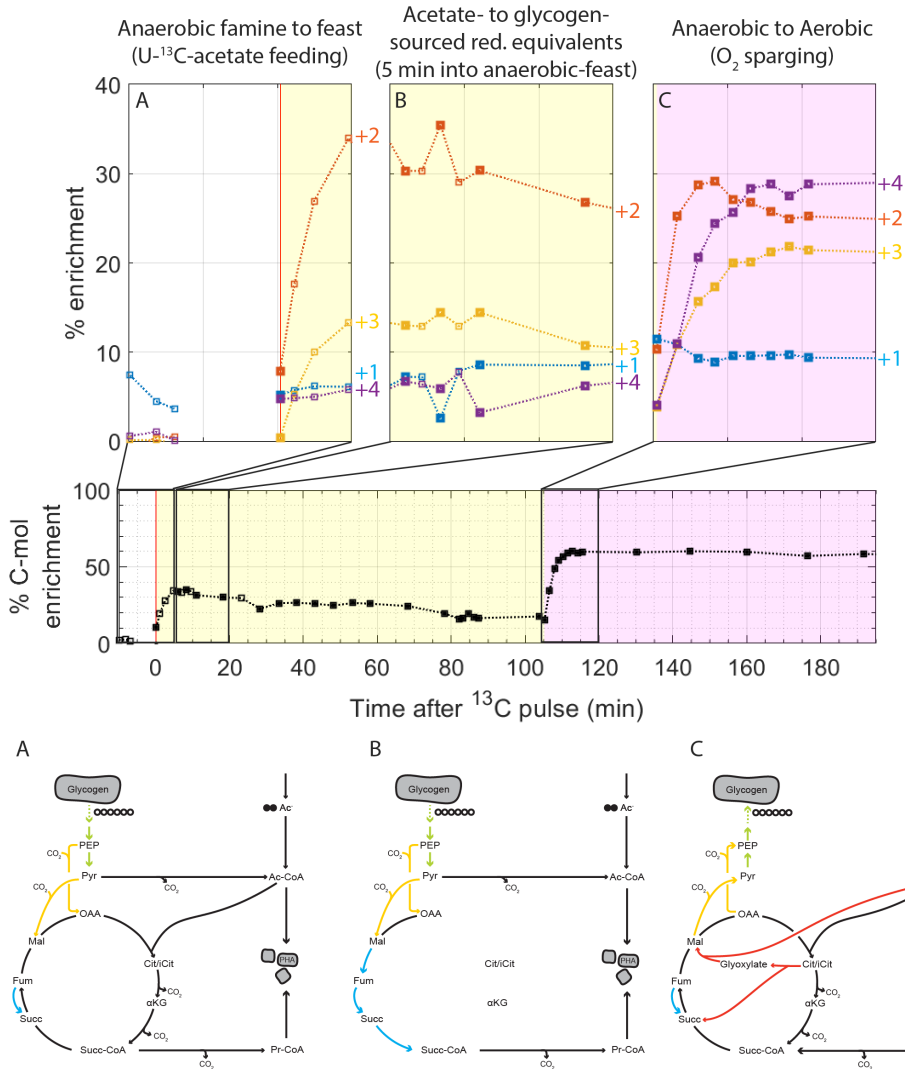 Anaerobic famine to feast
(U-¹³C-acetate feeding)
Acetate- to glycogen-
sourced red. equivalents
(5 min into anaerobic-feast)
Anaerobic to Aerobic
(O₂ sparging)
% enrichment
40
30
20
10
0
A
+2
+3
+1
+4
B
+2
+3
+1
+4
C
+4
+2
+3
+1
% C-mol
enrichment
100
50
0
0 20 40 60 80 100 120 140 160 180
Time after ¹³C pulse (min)
A
Glycogen
PEP
CO₂
Pyr
CO₂
CO₂
OAA
Mal
Fum
CO₂
Succ
Succ-CoA
CO₂
Cit/iCit
CO₂
αKG
CO₂
Ac-
Ac-CoA
PHA
Pr-CoA
B
Glycogen
PEP
CO₂
Pyr
CO₂
CO₂
OAA
Mal
Fum
Succ
Succ-CoA
CO₂
Cit/iCit
αKG
Ac-
Ac-CoA
PHA
Pr-CoA
C
Glycogen
PEP
CO₂
Pyr
CO₂
OAA
Mal
Glyoxylate
Cit/iCit
Fum
CO₂
αKG
Succ
CO₂
Succ-CoA
CO₂